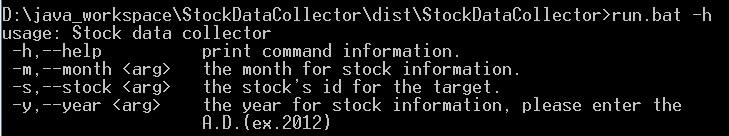 D:\java_workspace\StockDataCollector\dist\StockDataCollector>run.bat -h
usage: Stock data collector
-h,--help print command information.
-m,--month <arg> the month for stock information.
-s,--stock <arg> the stock's id for the target.
-y,--year <arg> the year for stock information, please enter the
A.D.(ex.2012)